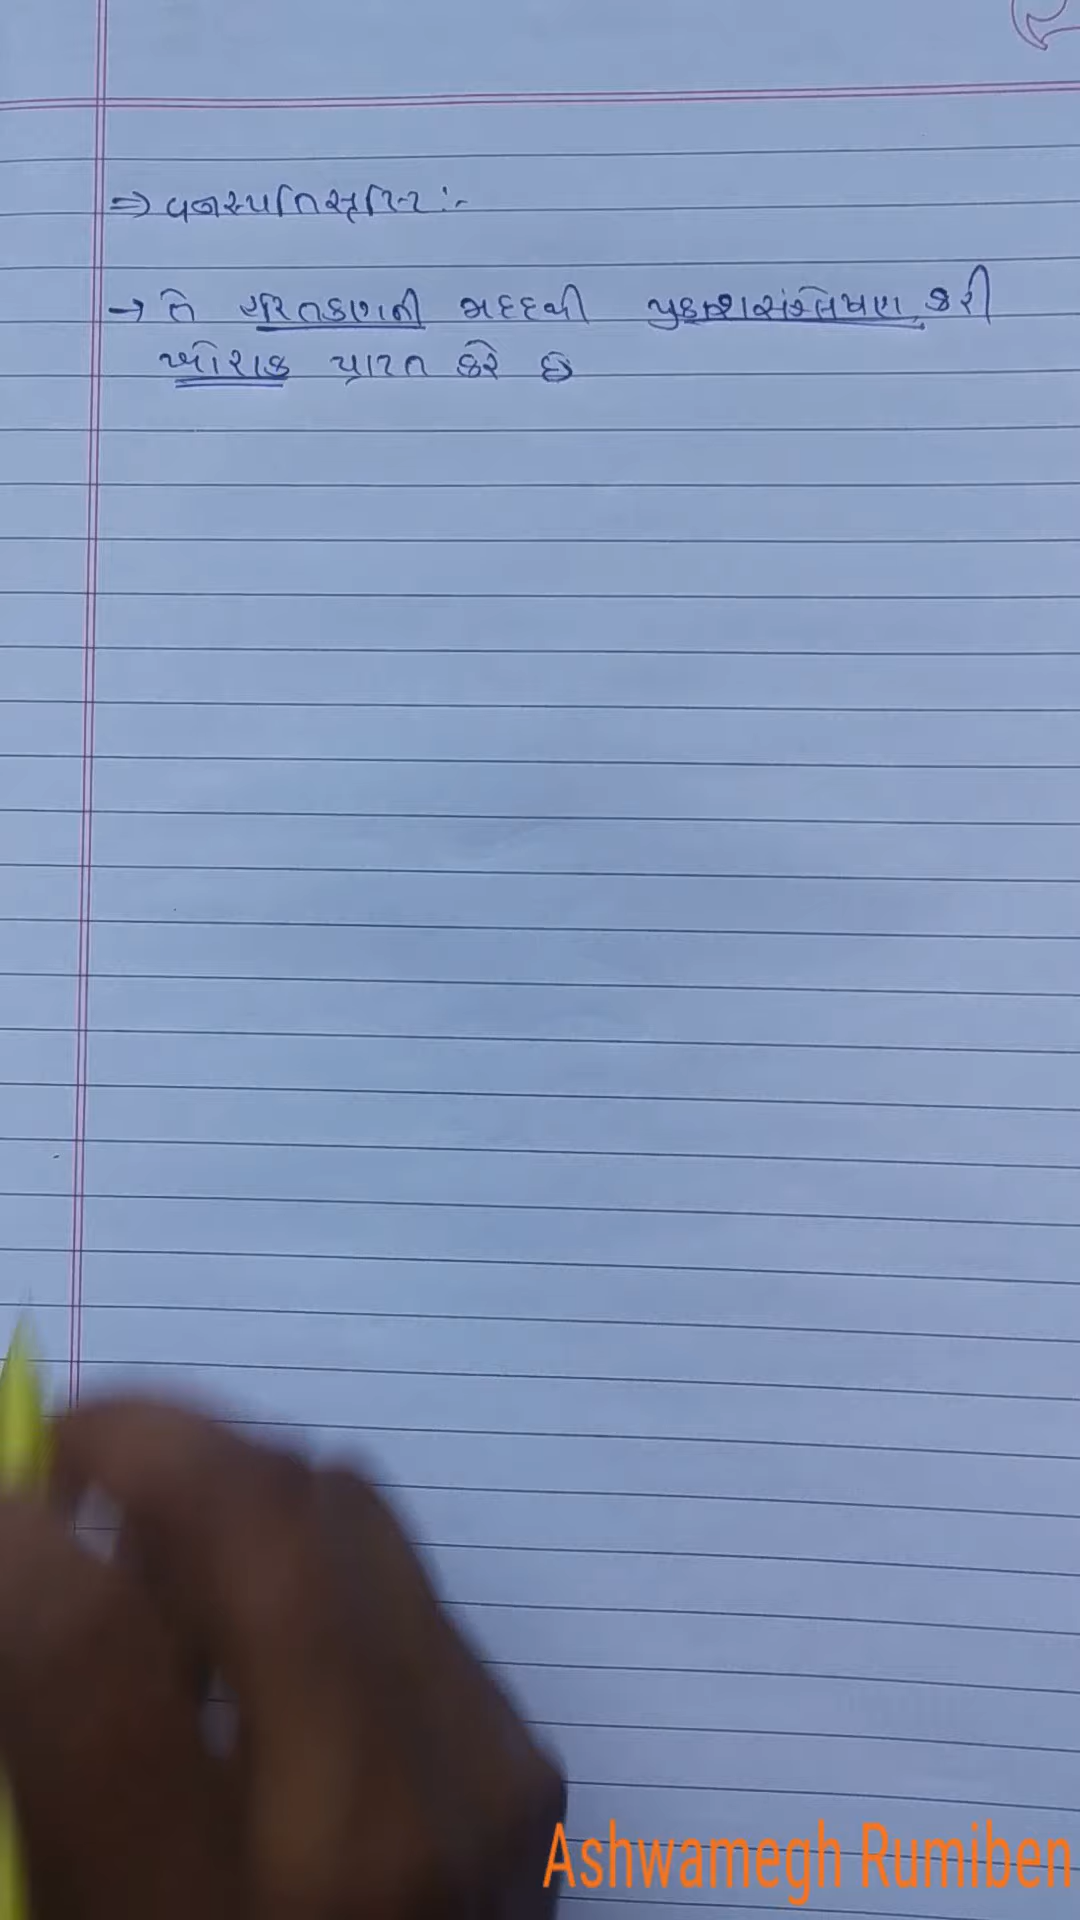 ⇒ વનસ્પતિસૃષ્ટિ :-
→ તે હરિતકણની મદદથી પ્રકાશસંશ્લેષણ કરી
ખોરાક પ્રાપ્ત કરે છે
Ashwamegh Rumiben